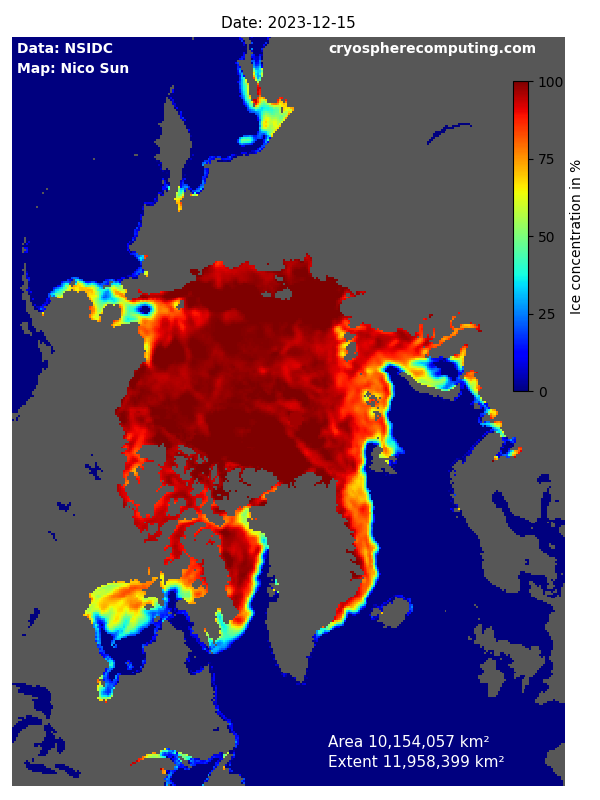 Date: 2023-12-15
Data: NSIDC
Map: Nico Sun
cryospherecomputing.com
100
75
50
25
0
Ice concentration in %
Area 10,154,057 km²
Extent 11,958,399 km²